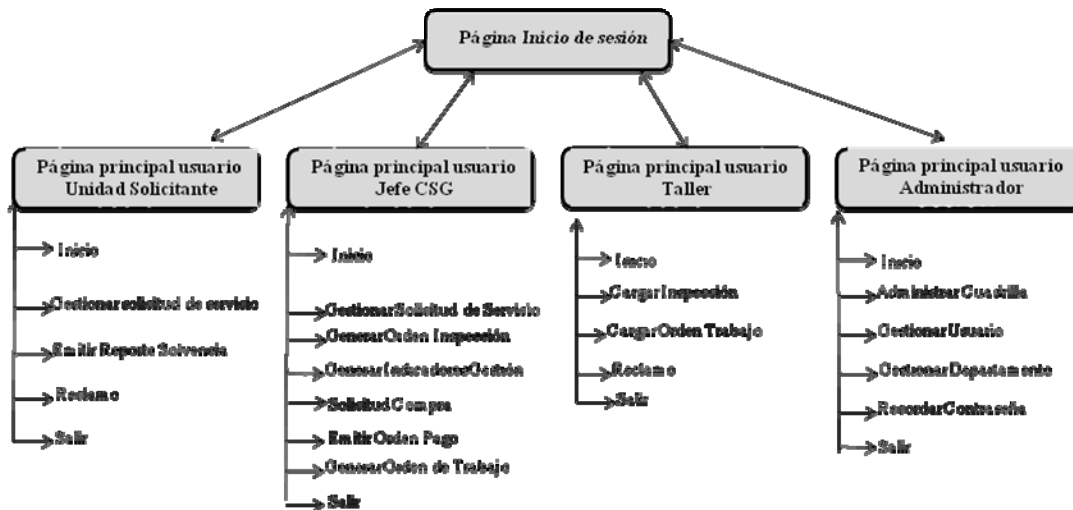 Página Inicio de sesión
Página principal usuario
Unidad Solicitante
Inicio
Gestionar solicitud de servicio
Emitir Reporte Solvencia
Reclamo
Salir
Página principal usuario
Jefe CSG
Inicio
Gestionar Solicitud de Servicio
Generar Orden Inspección
Generar Indicadores Gestión
Solicitud Compra
Emitir Orden Pago
Generar Orden de Trabajo
Salir
Página principal usuario
Taller
Inicio
Cargar Inspección
Cargar Orden Trabajo
Reclamo
Salir
Página principal usuario
Administrador
Inicio
Administrar Cuadrilla
Gestionar Usuario
Gestionar Departamento
Recordar Contraseña
Salir